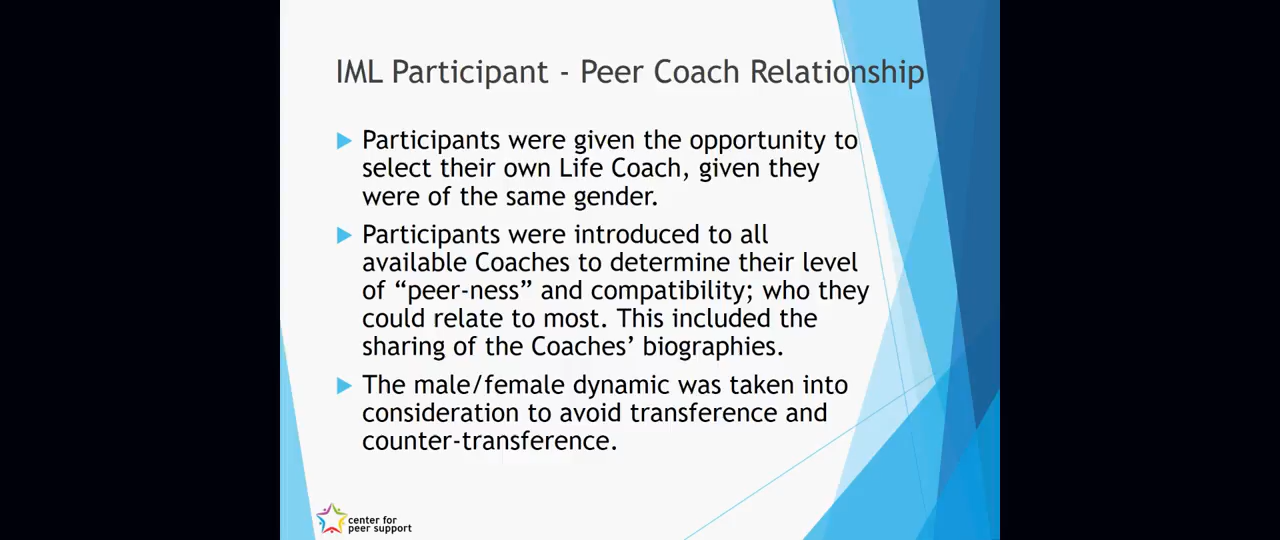 IML Participant - Peer Coach Relationship
Participants were given the opportunity to
select their own Life Coach, given they
were of the same gender.
Participants were introduced to all
available Coaches to determine their level
of “peer-ness” and compatibility; who they
could relate to most. This included the
sharing of the Coaches’ biographies.
The male/female dynamic was taken into
consideration to avoid transference and
counter-transference.
center for
peer support